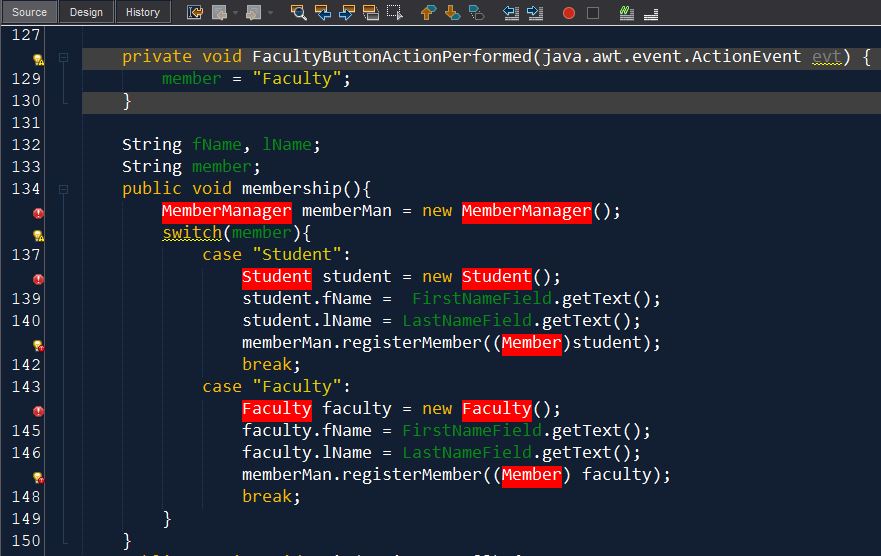 Source Design History
127
private void FacultyButtonActionPerformed(java.awt.event.ActionEvent evt) {
129 member = "Faculty";
130 }
131
132 String fName, lName;
133 String member;
134 public void membership(){
MemberManager memberMan = new MemberManager();
switch(member){
137 case "Student":
Student student = new Student();
139 student.fName =  FirstNameField.getText();
140 student.lName = LastNameField.getText();
memberMan.registerMember((Member)student);
142 break;
143 case "Faculty":
Faculty faculty = new Faculty();
145 faculty.fName = FirstNameField.getText();
146 faculty.lName = LastNameField.getText();
memberMan.registerMember((Member) faculty);
148 break;
149 }
150 }